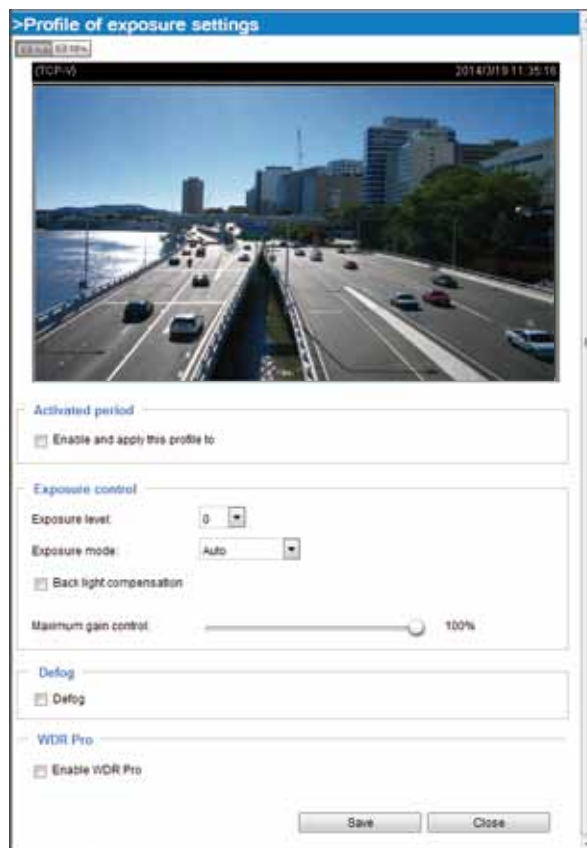 >Profile of exposure settings
(TCP-V) 2014/3/19 11:35:16
Activated period
Enable and apply this profile to
Exposure control
Exposure level: 0
Exposure mode: Auto
Back light compensation
Maximum gain control: 100%
Defog
Defog
WDR Pro
Enable WDR Pro
Save Close